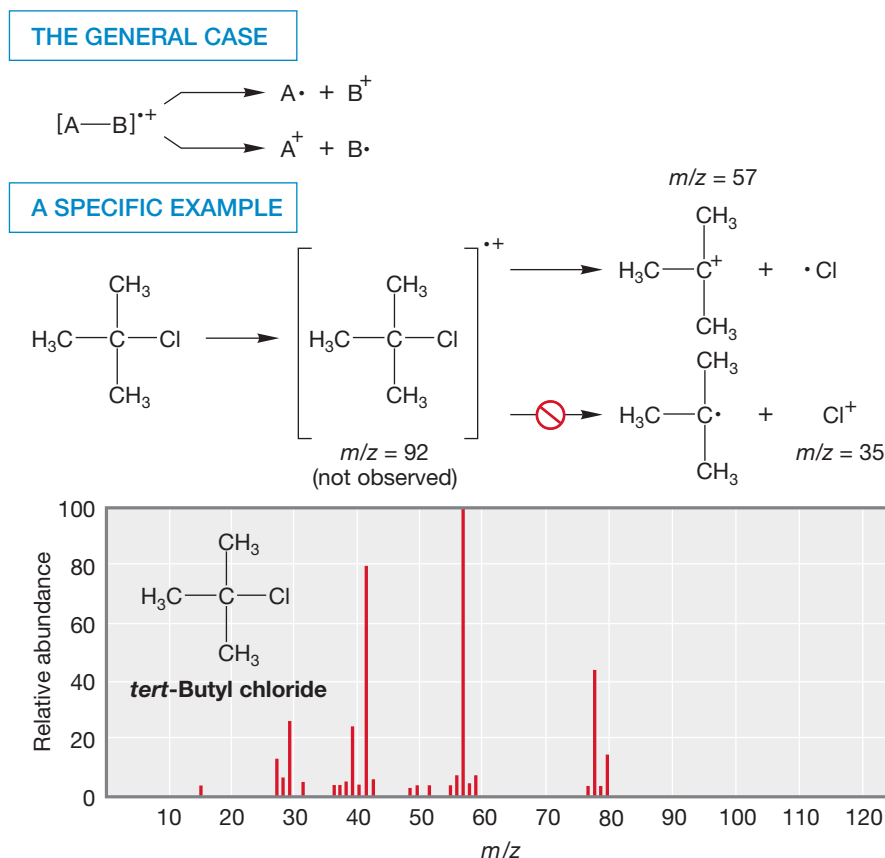 THE GENERAL CASE
[A—B]•+
A• + B+
A+ + B•
A SPECIFIC EXAMPLE
m/z = 57
CH3
H3C—C—Cl
CH3
CH3
•+
CH3
H3C—C—Cl
CH3
CH3
m/z = 92
(not observed)
CH3
H3C—C+ + •Cl
CH3
CH3
H3C—C• + Cl+
CH3
m/z = 35
Relative abundance
100
80
60
40
20
0
CH3
H3C—C—Cl
CH3
tert-Butyl chloride
10 20 30 40 50 60 70 80 90 100 110 120
m/z